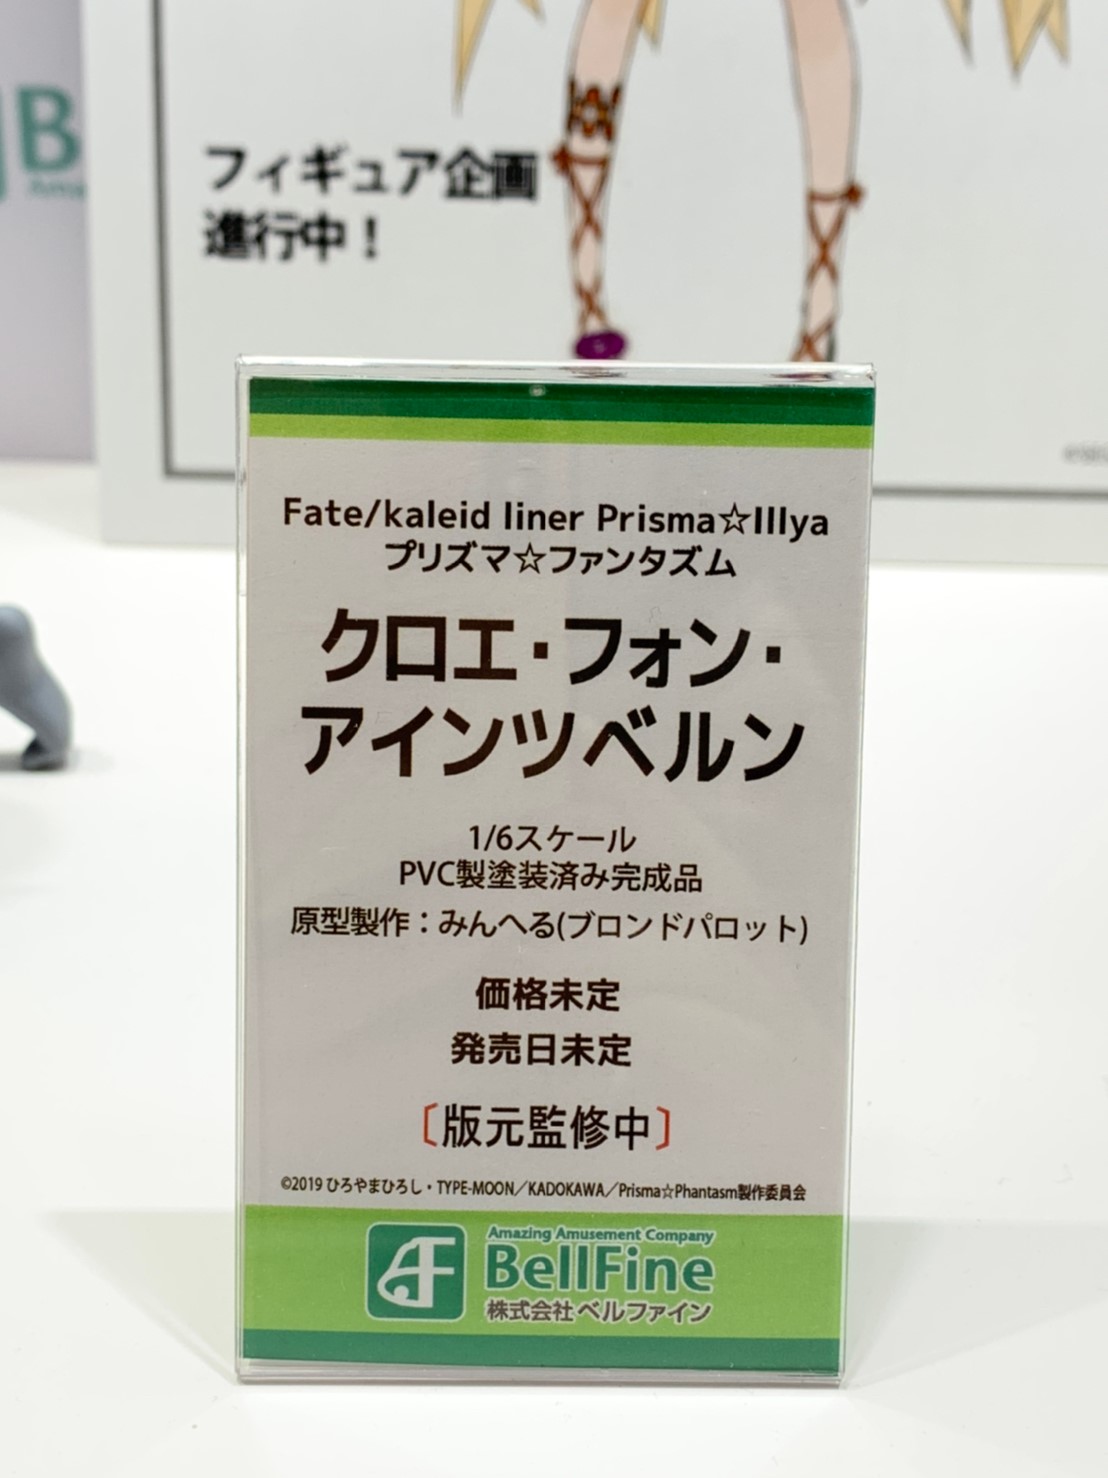 B
フィギュア企画
進行中！
Fate/kaleid liner Prisma☆Illya
プリズマ☆ファンタズム
クロエ・フォン・
アインツベルン
1/6スケール
PVC製塗装済み完成品
原型製作：みんへる(ブロンドパロット)
価格未定
発売日未定
〔版元監修中〕
©2019 ひろやまひろし・TYPE-MOON／KADOKAWA／Prisma☆Phantasm製作委員会
Amazing Amusement Company
BellFine
株式会社ベルファイン